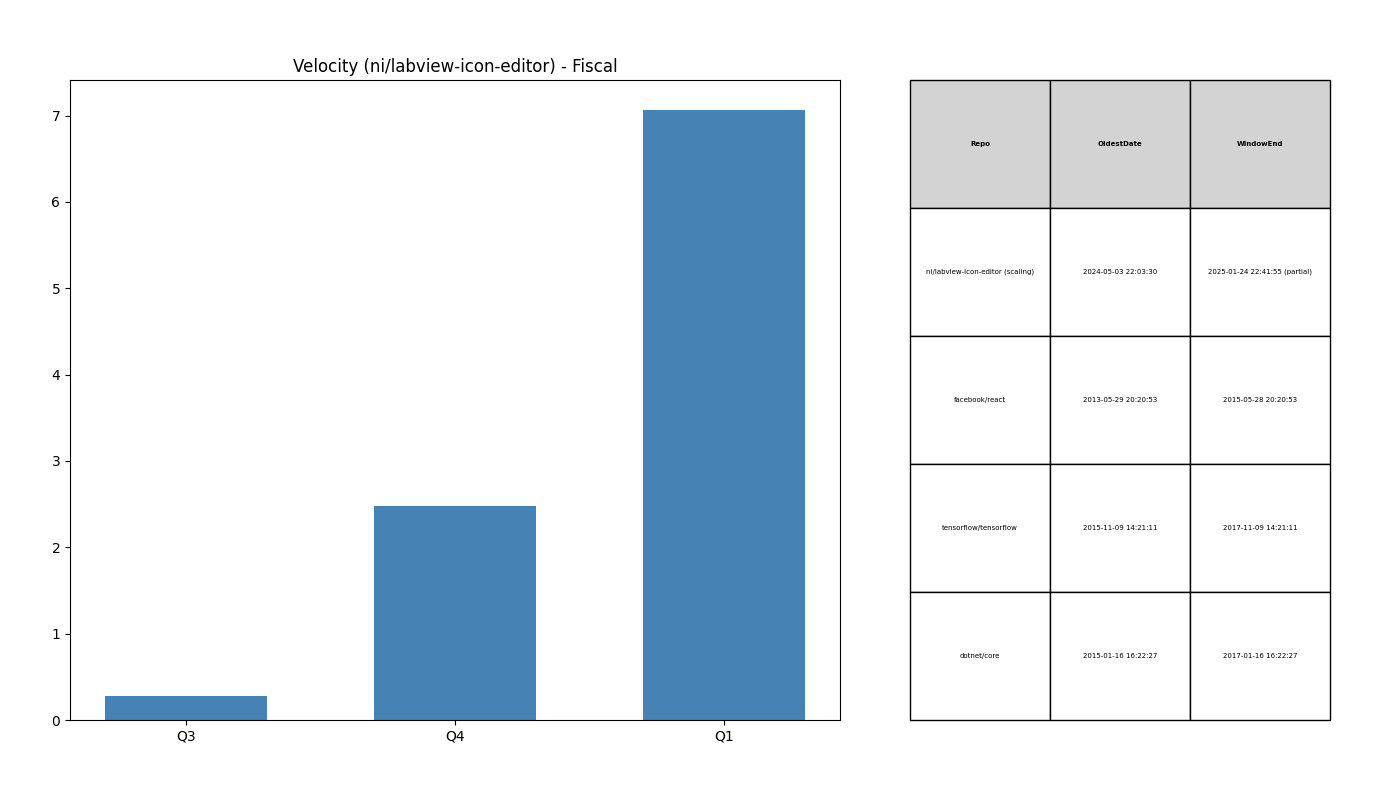 Velocity (ni/labview-icon-editor) - Fiscal
7
6
5
4
3
2
1
0
Q3 Q4 Q1
Repo OldestDate WindowEnd
ni/labview-icon-editor (scaling) 2024-05-03 22:03:30 2025-01-24 22:41:55 (partial)
facebook/react 2013-05-29 20:20:53 2015-05-28 20:20:53
tensorflow/tensorflow 2015-11-09 14:21:11 2017-11-09 14:21:11
dotnet/core 2015-01-16 16:22:27 2017-01-16 16:22:27